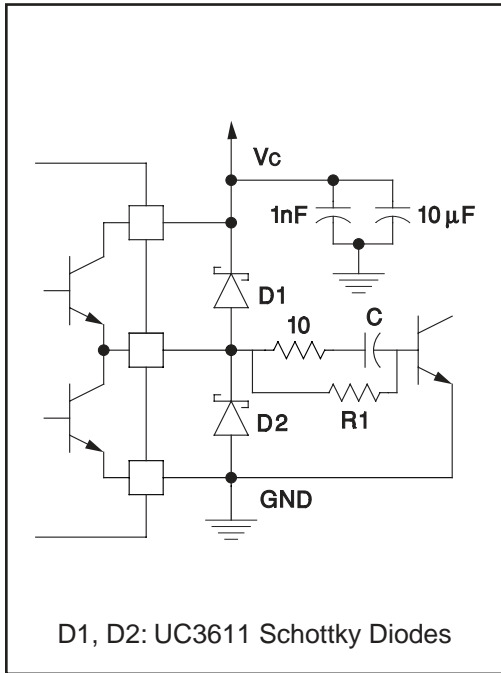 Vc
1nF
10 µF
D1
10
C
D2
R1
GND
D1, D2: UC3611 Schottky Diodes